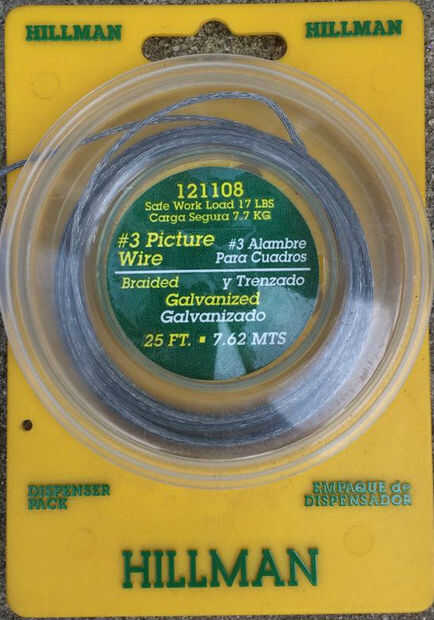 HILLMAN HILLMAN
121108
Safe Work Load 17 LBS
Carga Segura 7.7 KG
#3 Picture
Wire
#3 Alambre
Para Cuadros
Braided y Trenzado
Galvanized
Galvanizado
25 FT. ▪ 7.62 MTS
DISPENSER
PACK
EMPAQUE de
DISPENSADOR
HILLMAN